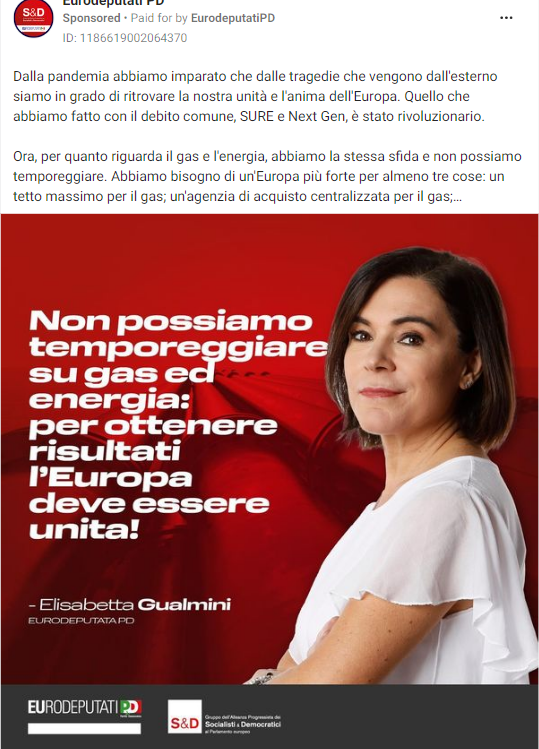 Eurodeputati PD
Sponsored • Paid for by EurodeputatiPD
ID: 1186619002064370
Dalla pandemia abbiamo imparato che dalle tragedie che vengono dall'esterno
siamo in grado di ritrovare la nostra unità e l'anima dell'Europa. Quello che
abbiamo fatto con il debito comune, SURE e Next Gen, è stato rivoluzionario.
Ora, per quanto riguarda il gas e l'energia, abbiamo la stessa sfida e non possiamo
temporeggiare. Abbiamo bisogno di un'Europa più forte per almeno tre cose: un
tetto massimo per il gas; un'agenzia di acquisto centralizzata per il gas;...
Non possiamo
temporeggiare
su gas ed
energia:
per ottenere
risultati
l'Europa
deve essere
unita!
- Elisabetta Gualmini
EURODEPUTATA PD
EURODEPUTATI PD
S&D
Gruppo dell'Alleanza Progressista dei
Socialisti & Democratici
al Parlamento europeo
S&D